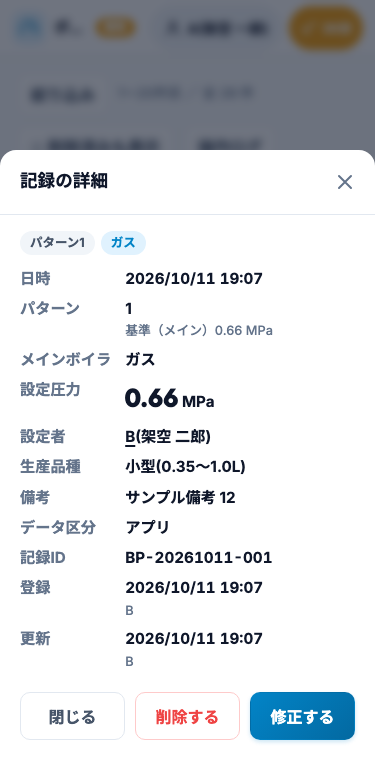 記録の詳細
パターン1 ガス
日時 2026/10/11 19:07
パターン 1
基準（メイン）0.66 MPa
メインボイラ ガス
設定圧力 0.66 MPa
設定者 B(架空 二郎)
生産品種 小型(0.35〜1.0L)
備考 サンプル備考 12
データ区分 アプリ
記録ID BP-20261011-001
登録 2026/10/11 19:07
B
更新 2026/10/11 19:07
B
閉じる 削除する 修正する